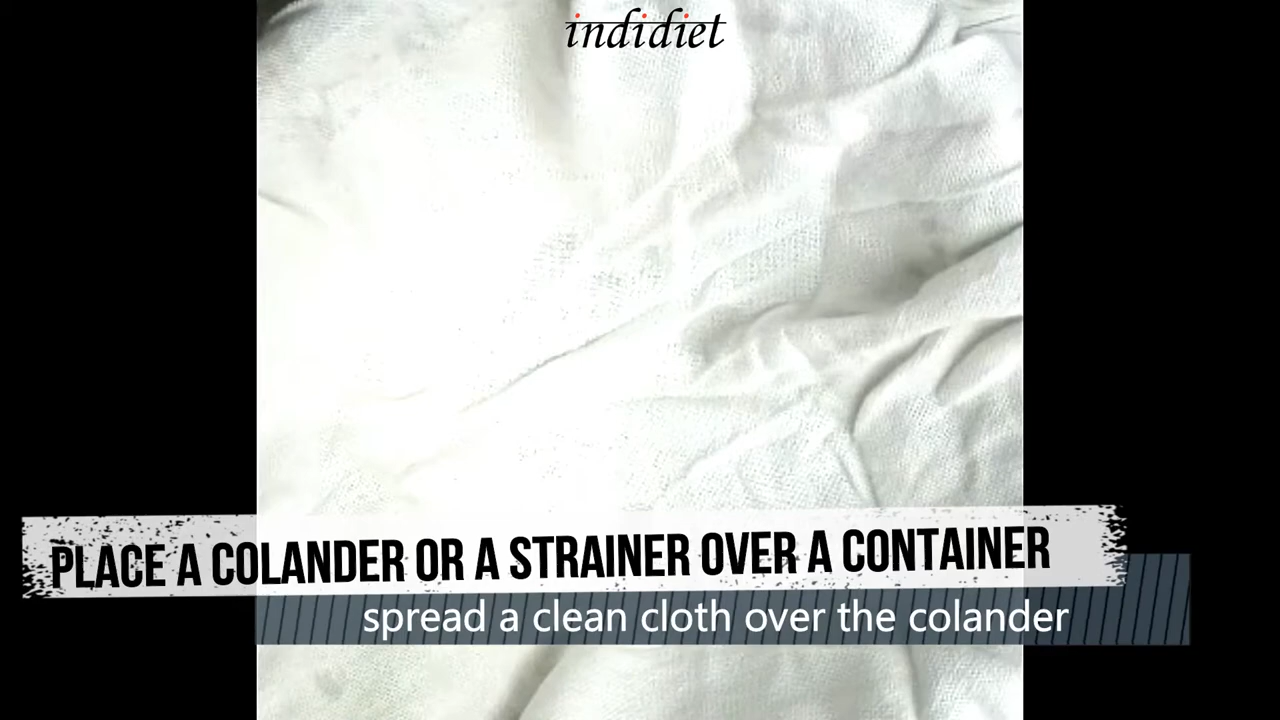 indidiet
PLACE A COLANDER OR A STRAINER OVER A CONTAINER
spread a clean cloth over the colander